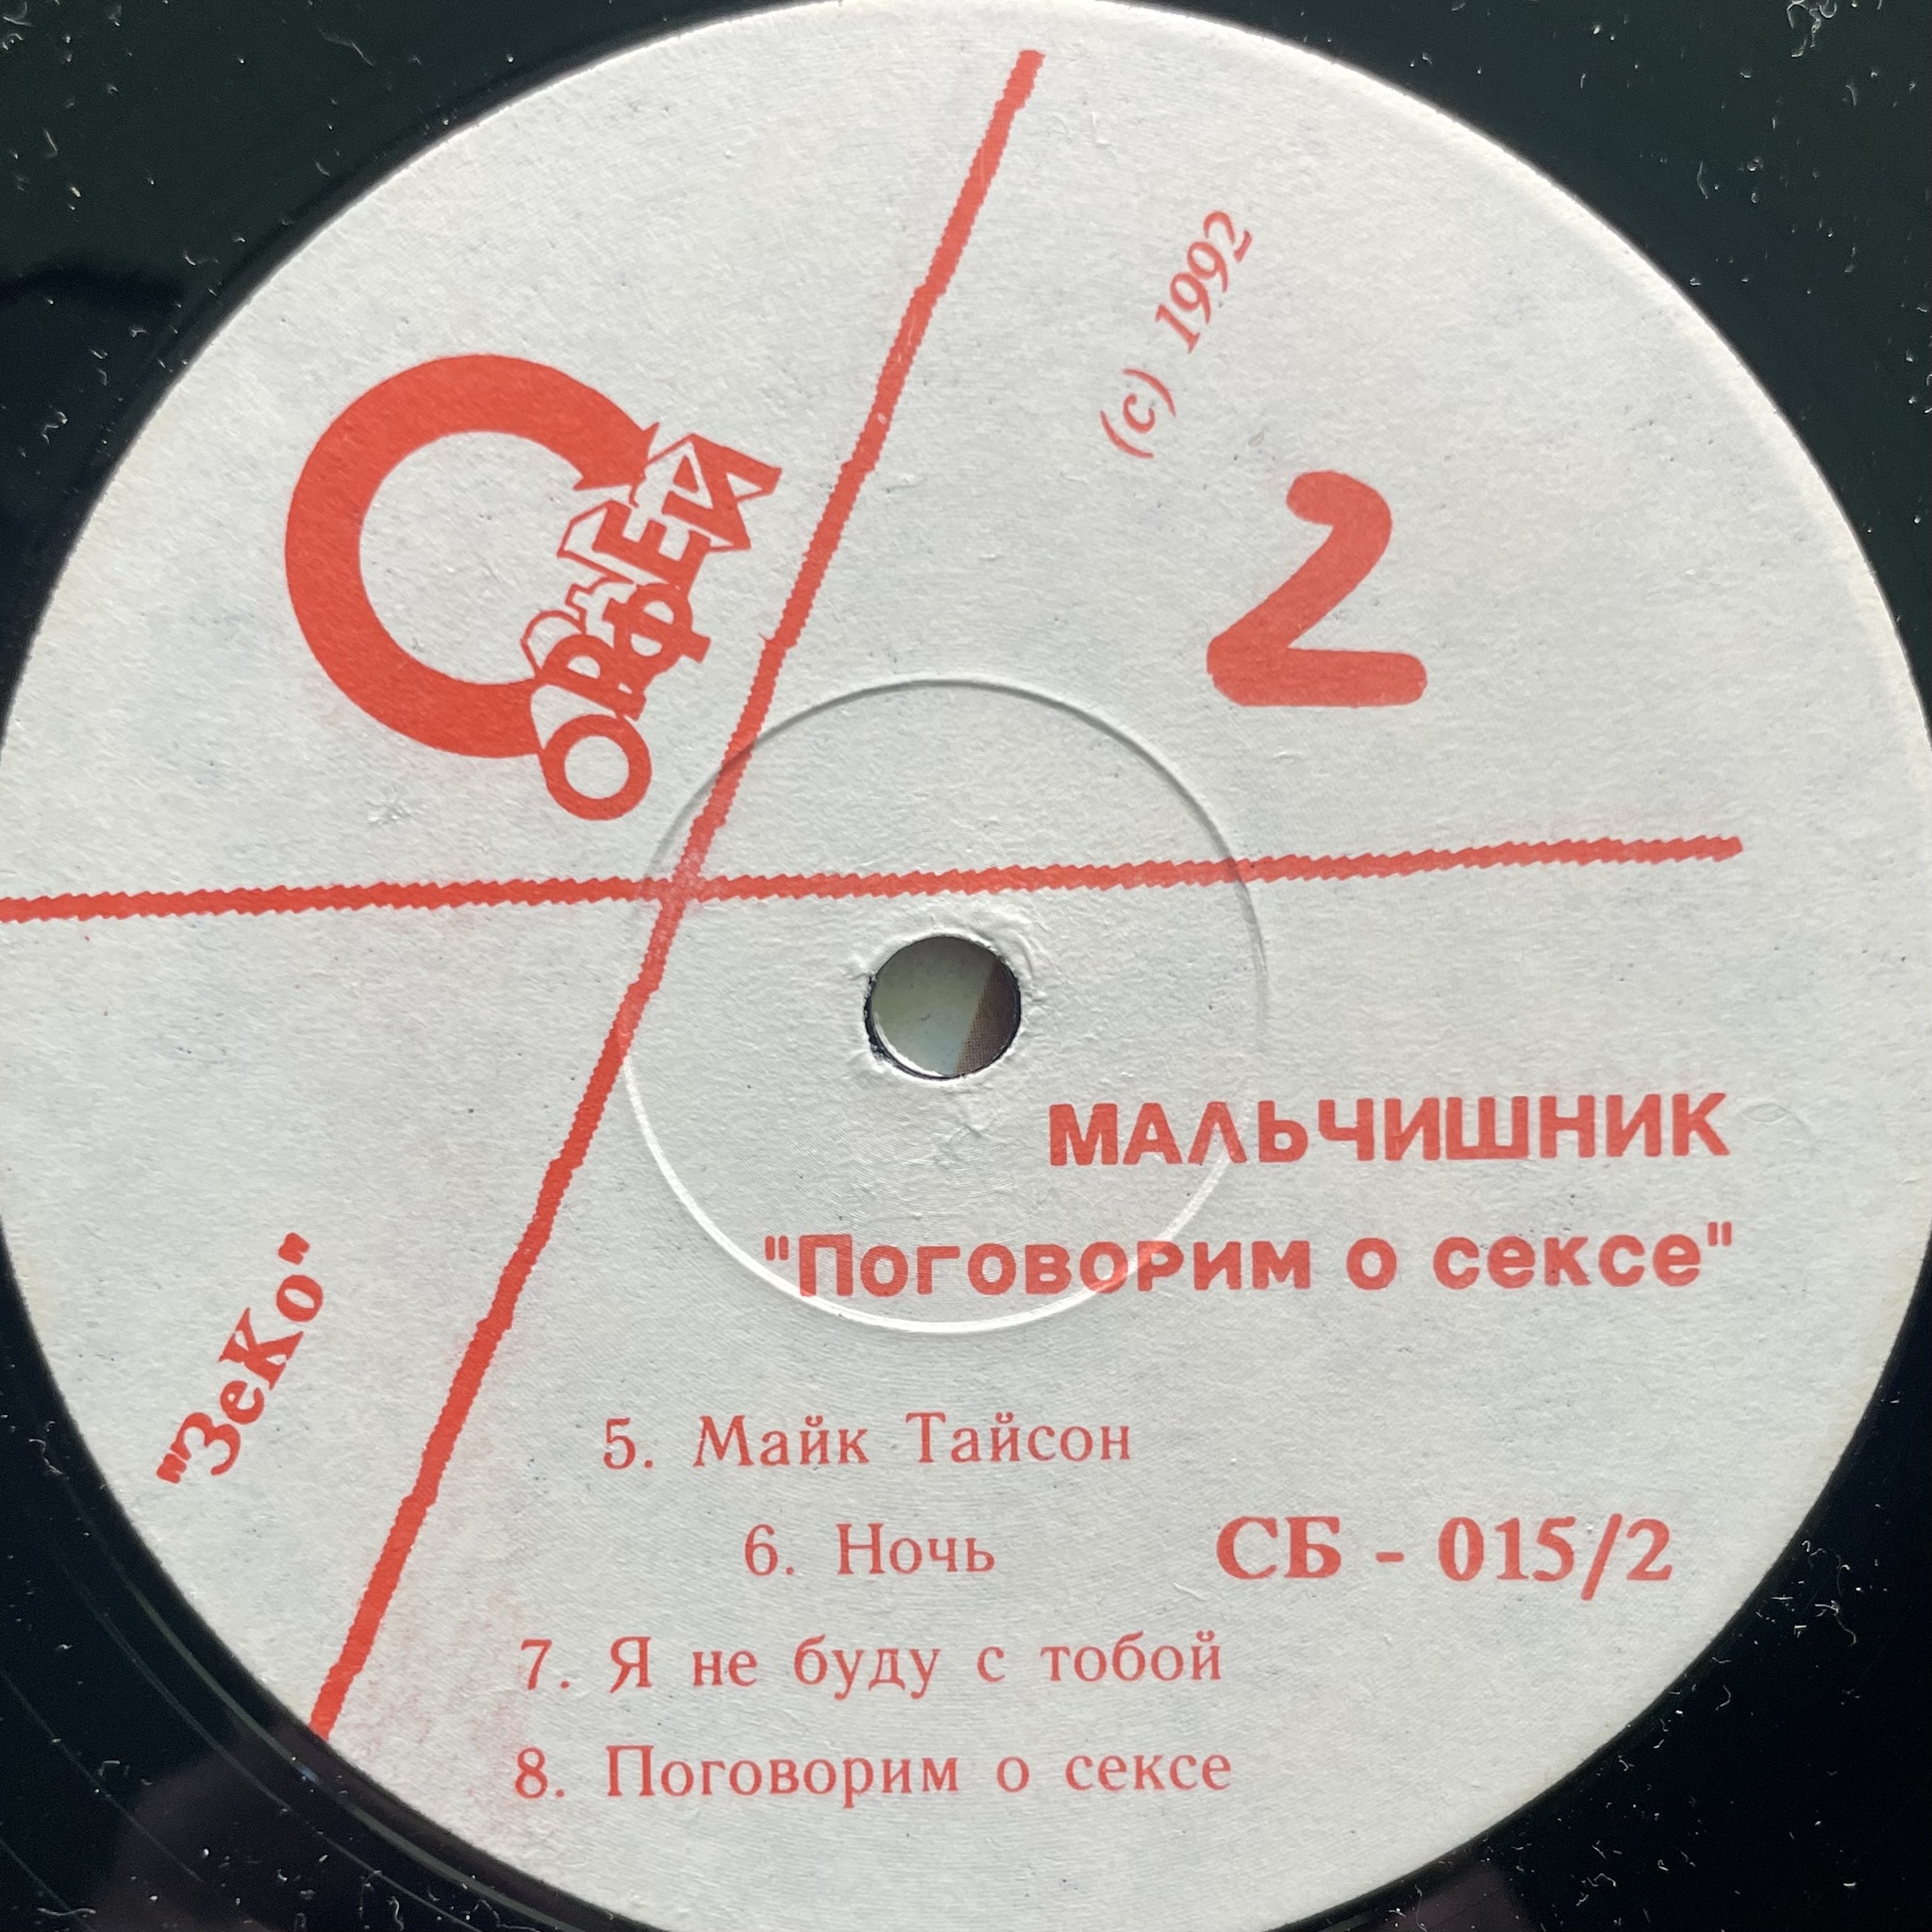 (с) 1992
ОРФЕЙ
2
МАЛЬЧИШНИК
"Поговорим о сексе"
"ЗеКо"
5. Майк Тайсон
6. Ночь
СБ - 015/2
7. Я не буду с тобой
8. Поговорим о сексе